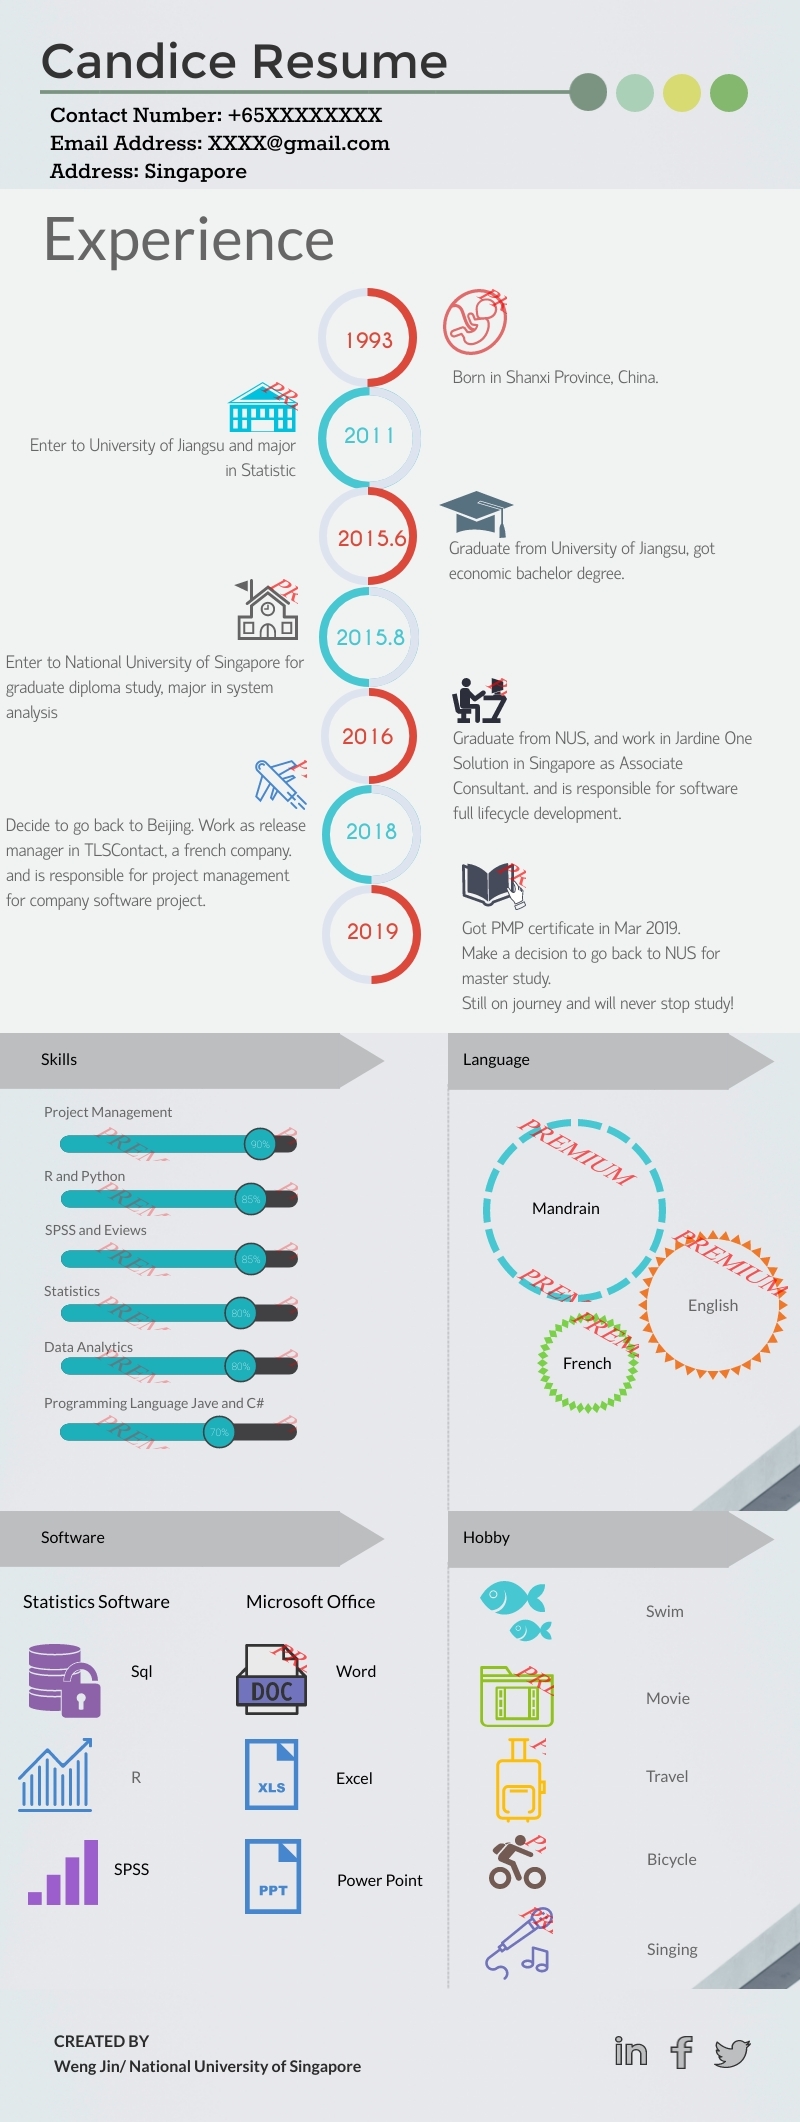 Candice Resume
Contact Number: +65XXXXXXXX
Email Address: XXXX@gmail.com
Address: Singapore
Experience
1993
Born in Shanxi Province, China.
2011
Enter to University of Jiangsu and major
in Statistic
2015.6
Graduate from University of Jiangsu, got
economic bachelor degree.
2015.8
Enter to National University of Singapore for
graduate diploma study, major in system
analysis
2016
Graduate from NUS, and work in Jardine One
Solution in Singapore as Associate
Consultant. and is responsible for software
full lifecycle development.
2018
Decide to go back to Beijing. Work as release
manager in TLSContact, a french company.
and is responsible for project management
for company software project.
2019
Got PMP certificate in Mar 2019.
Make a decision to go back to NUS for
master study.
Still on journey and will never stop study!
Skills
Project Management
90%
R and Python
85%
SPSS and Eviews
85%
Statistics
80%
Data Analytics
80%
Programming Language Jave and C#
70%
Language
PREMIUM
Mandrain
PREMIUM
English
French
Software
Statistics Software
Microsoft Office
Sql
DOC
Word
R
XLS
Excel
SPSS
PPT
Power Point
Hobby
Swim
Movie
Travel
Bicycle
Singing
CREATED BY
Weng Jin/ National University of Singapore
in f